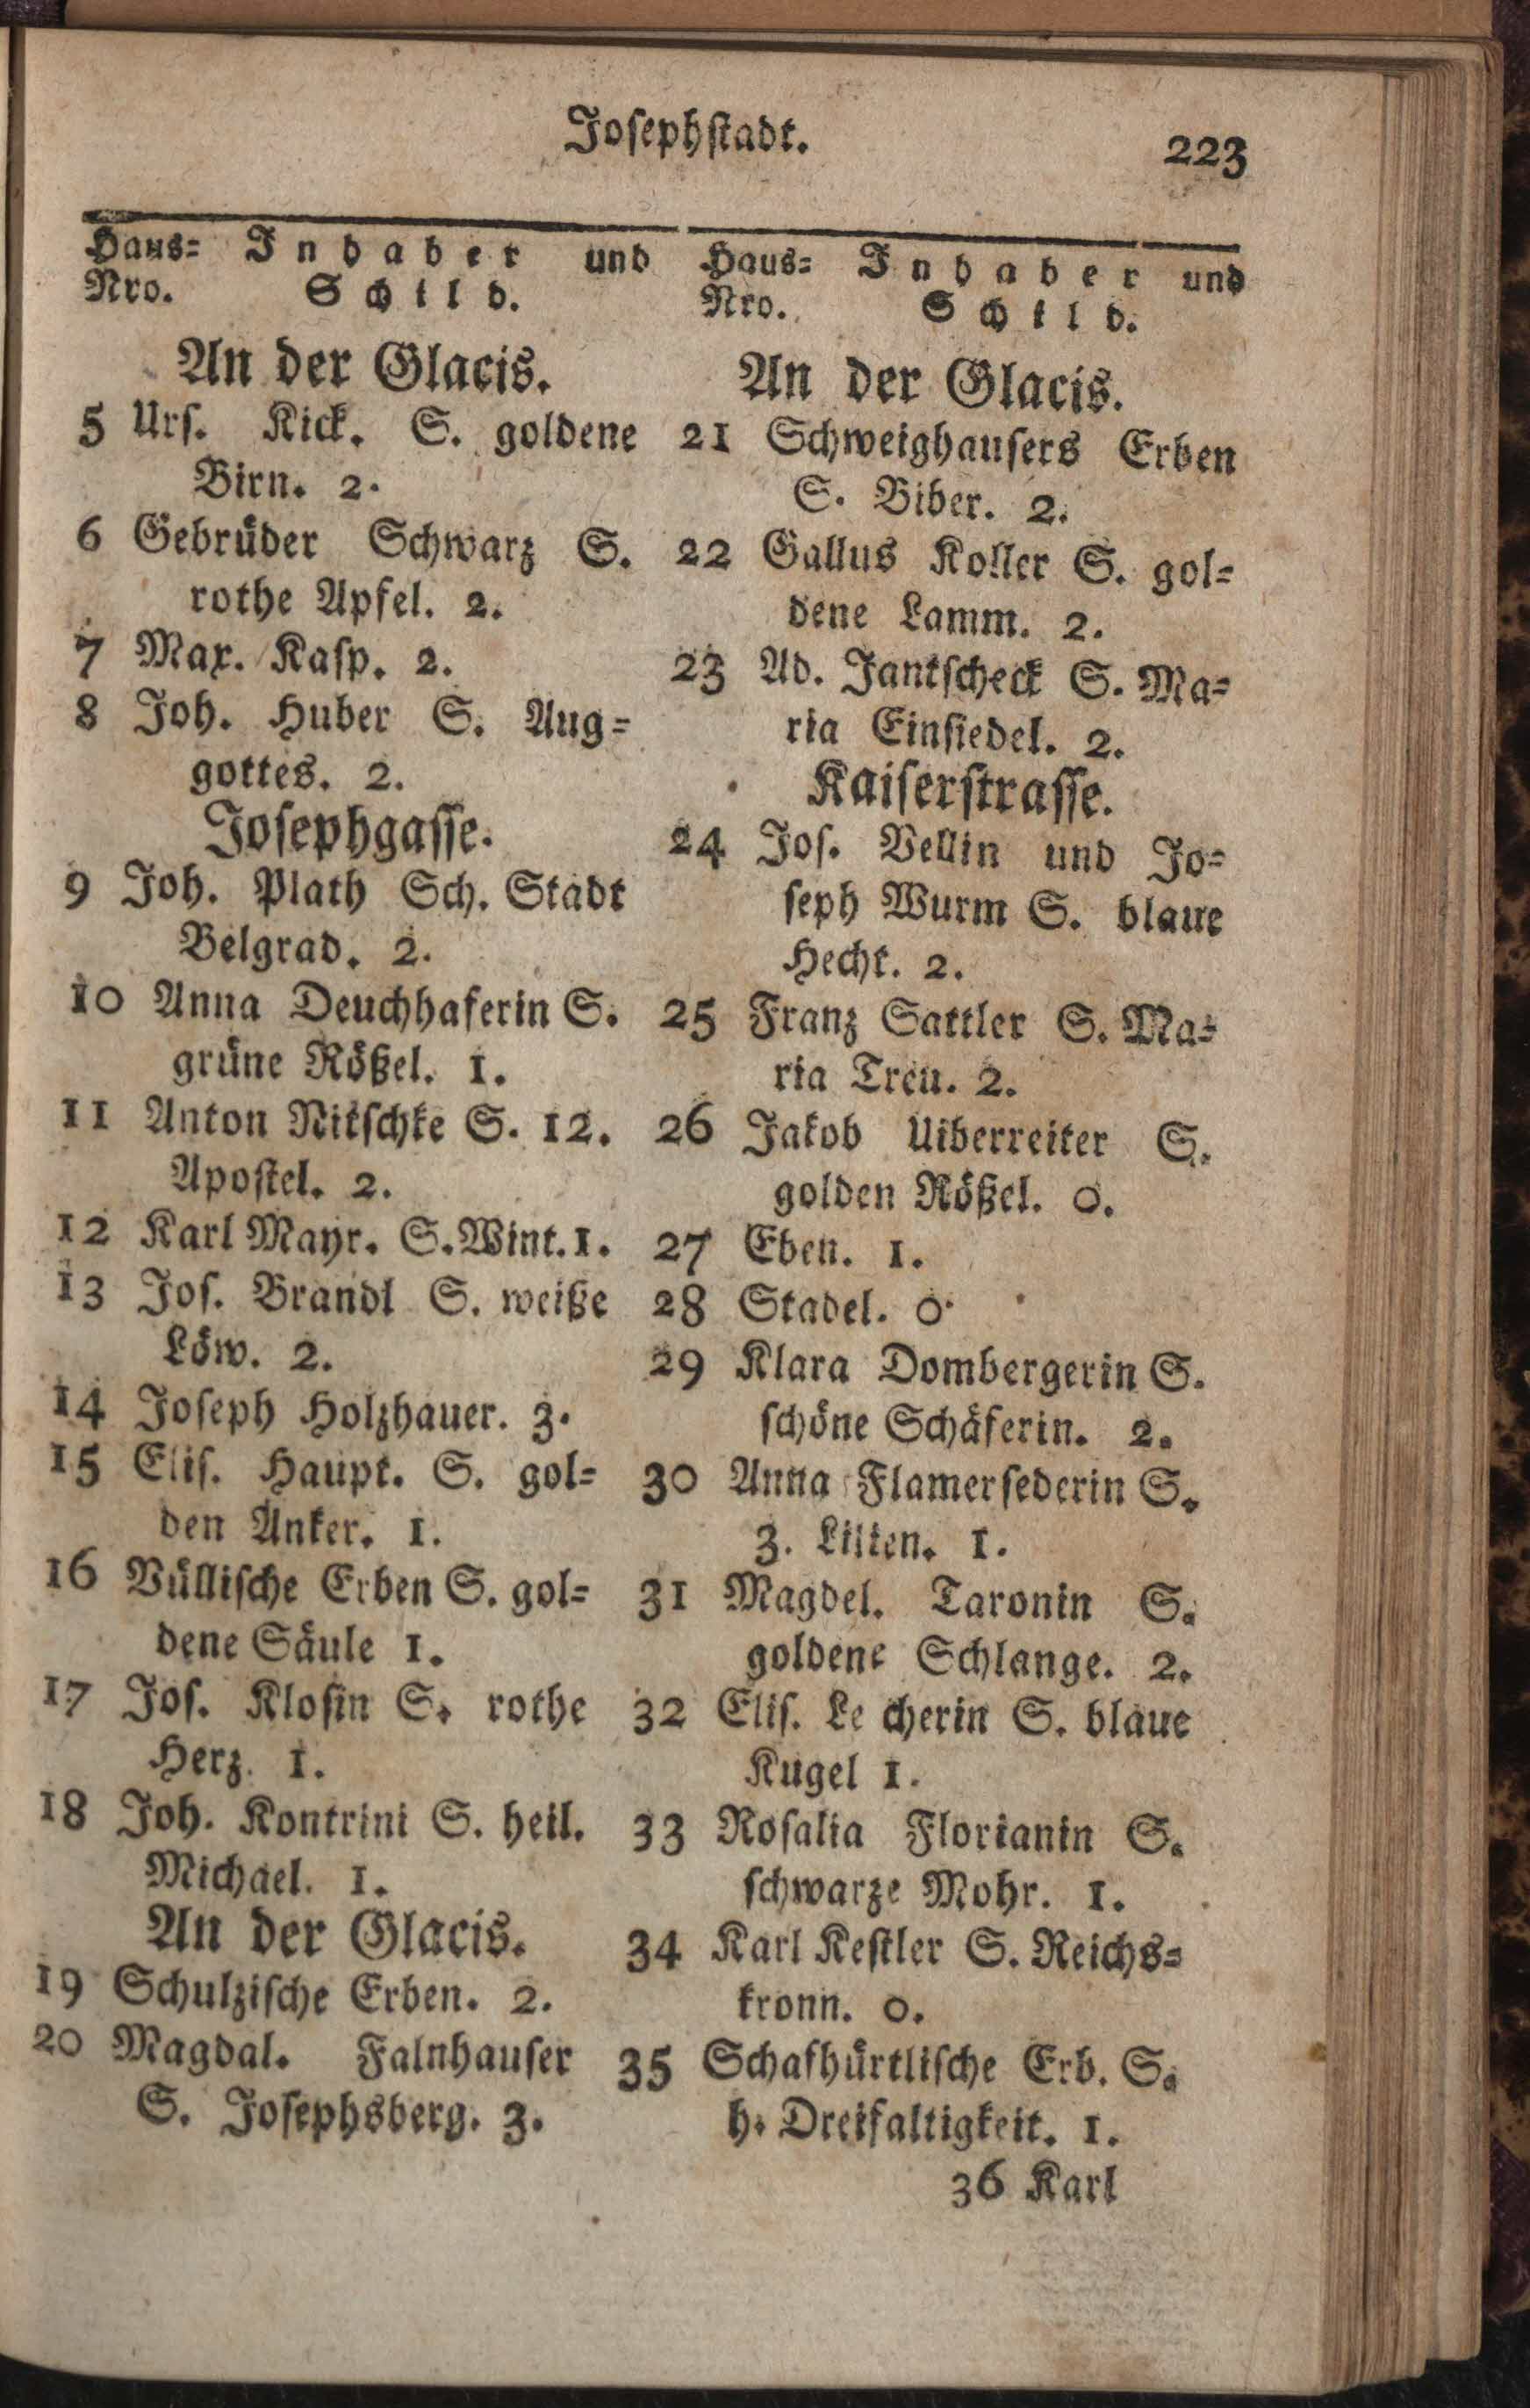 Josephstadt.
223
Haus= Inhaber und
Nro. Schild.
An der Glacis.
5 Urs. Kick. S. goldene
Birn. 2.
6 Gebrüder Schwarz S.
rothe Apfel. 2.
7 Max. Kasp. 2.
8 Joh. Huber S. Aug=
gottes. 2.
Josephgasse.
9 Joh. Plath Sch. Stadt
Belgrad. 2.
10 Anna Deuchhaferin S.
grüne Rößel. 1.
11 Anton Nitschke S. 12.
Apostel. 2.
12 Karl Mayr. S. Wint. 1.
13 Jos. Brandl S. weiße
Löw. 2.
14 Joseph Holzhauer. 3.
15 Elis. Haupt. S. gol=
den Anker. 1.
16 Vüllische Erben S. gol=
dene Säule 1.
17 Jos. Klosin S. rothe
Herz. 1.
18 Joh. Kontrini S. heil.
Michael. 1.
An der Glacis.
19 Schulzische Erben. 2.
20 Magdal. Falnhauser
S. Josephsberg. 3.
Haus= Inhaber und
Nro. Schild.
An der Glacis.
21 Schweighausers Erben
S. Biber. 2.
22 Gallus Koller S. gol=
dene Lamm. 2.
23 Ad. Jantscheck S. Ma=
ria Einsiedel. 2.
Kaiserstrasse.
24 Jos. Vellin und Jo=
seph Wurm S. blaue
Hecht. 2.
25 Franz Sattler S. Ma=
ria Treu. 2.
26 Jakob Uiberreiter S.
golden Rößel. 0.
27 Eben. 1.
28 Stadel. 0.
29 Klara Dombergerin S.
schöne Schäferin. 2.
30 Anna Flamersederin S.
3. Lilien. 1.
31 Magdel. Taronin S.
goldene Schlange. 2.
32 Elis. Le cherin S. blaue
Kugel 1.
33 Rosalia Florianin S.
schwarze Mohr. 1.
34 Karl Kestler S. Reichs=
kronn. 0.
35 Schafhürtlische Erb. S.
h. Dreifaltigkeit. 1.
36 Karl